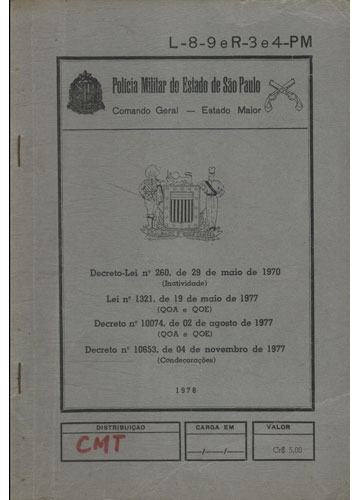 L-8-9 e R-3 e 4-PM
Polícia Militar do Estado de São Paulo
Comando Geral — Estado Maior
Decreto-Lei nº 260, de 29 de maio de 1970
(Inatividade)
Lei nº 1321, de 19 de maio de 1977
(QOA e QOE)
Decreto nº 10074, de 02 de agosto de 1977
(QOA e QOE)
Decreto nº 10653, de 04 de novembro de 1977
(Condecorações)
1978
DISTRIBUIÇÃO
CARGA EM
VALOR
CMT
___/___/___
Cr$ 5,00